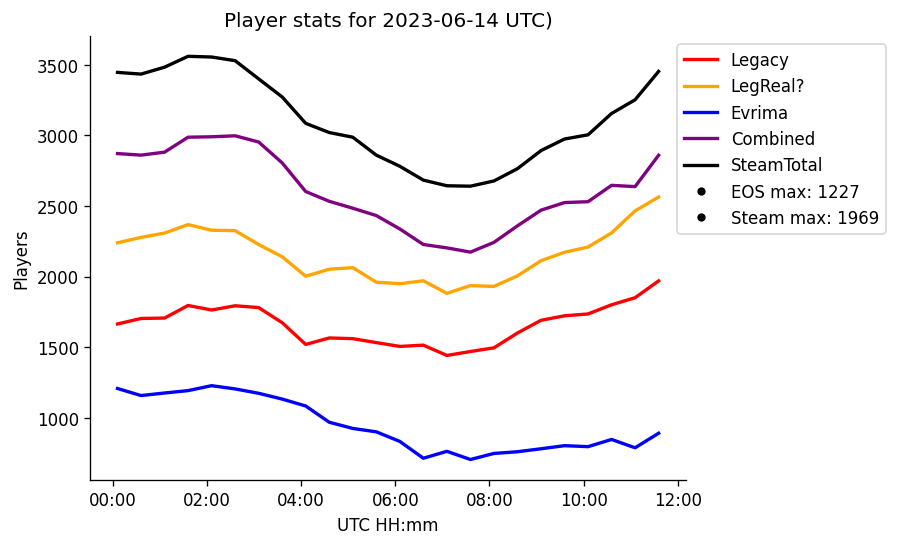 Player stats for 2023-06-14 UTC)
Legacy
LegReal?
Evrima
Combined
SteamTotal
EOS max: 1227
Steam max: 1969
Players
3500
3000
2500
2000
1500
1000
00:00 02:00 04:00 06:00 08:00 10:00 12:00
UTC HH:mm